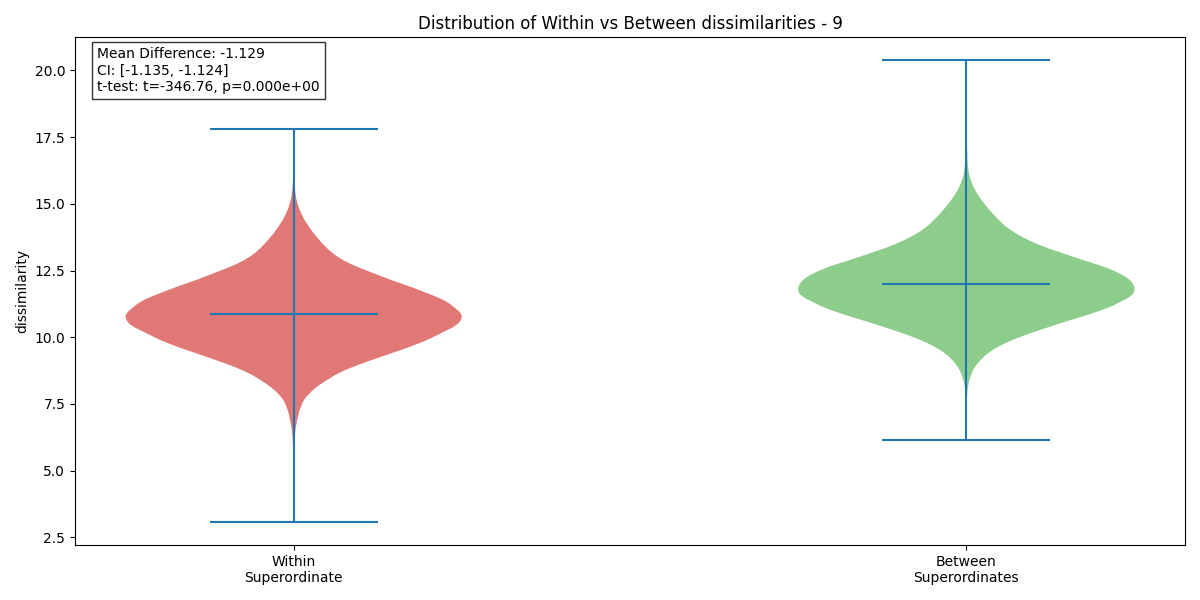 Distribution of Within vs Between dissimilarities - 9
Mean Difference: -1.129
CI: [-1.135, -1.124]
t-test: t=-346.76, p=0.000e+00
20.0
17.5
15.0
12.5
10.0
7.5
5.0
2.5
dissimilarity
Within
Superordinate
Between
Superordinates